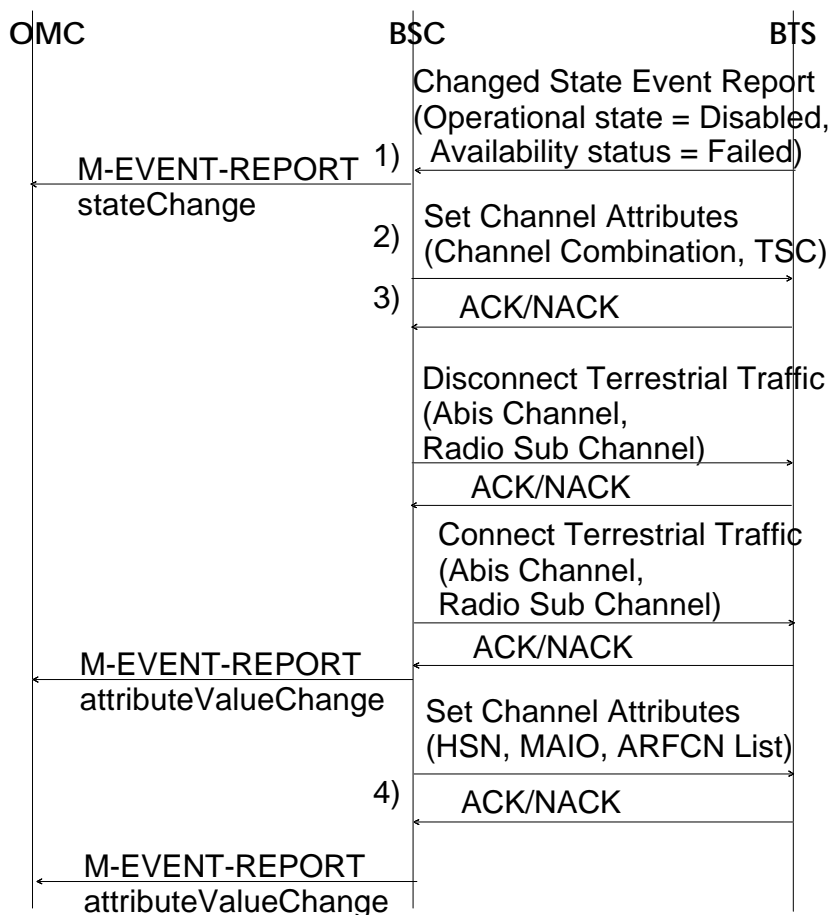 OMC BSC BTS
Changed State Event Report
(Operational state = Disabled,
1) Availability status = Failed)
M-EVENT-REPORT
stateChange
Set Channel Attributes
2) (Channel Combination, TSC)
3) ACK/NACK
Disconnect Terrestrial Traffic
(Abis Channel,
Radio Sub Channel)
ACK/NACK
Connect Terrestrial Traffic
(Abis Channel,
Radio Sub Channel)
ACK/NACK
M-EVENT-REPORT
attributeValueChange
Set Channel Attributes
(HSN, MAIO, ARFCN List)
4) ACK/NACK
M-EVENT-REPORT
attributeValueChange